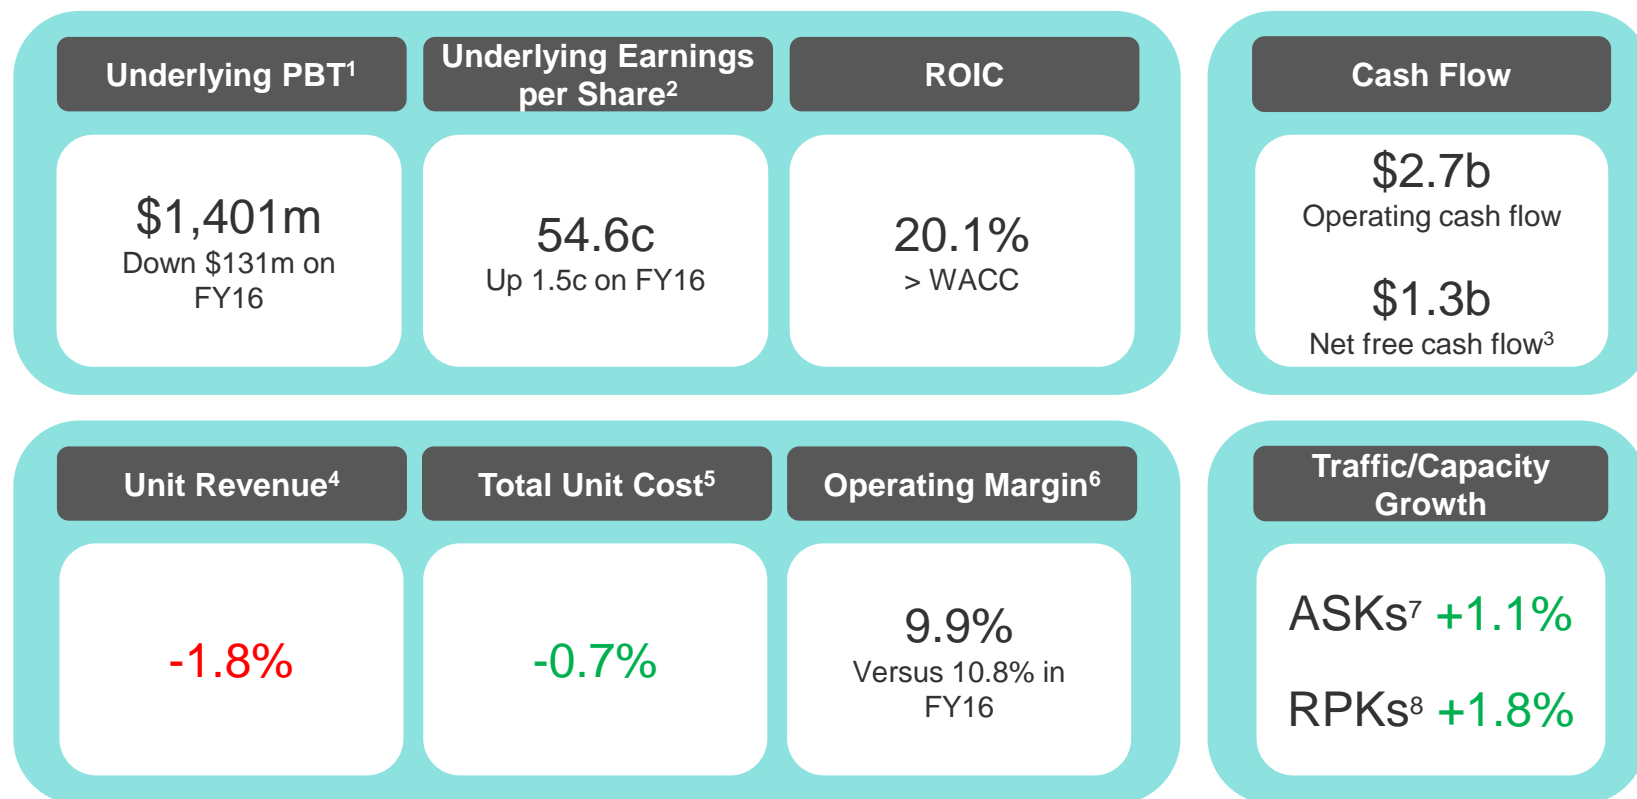 Underlying PBT1
$1,401m
Down $131m on
FY16
Underlying Earnings
per Share2
54.6c
Up 1.5c on FY16
ROIC
20.1%
> WACC
Cash Flow
$2.7b
Operating cash flow
$1.3b
Net free cash flow3
Unit Revenue4
-1.8%
Total Unit Cost5
-0.7%
Operating Margin6
9.9%
Versus 10.8% in
FY16
Traffic/Capacity
Growth
ASKs7 +1.1%
RPKs8 +1.8%